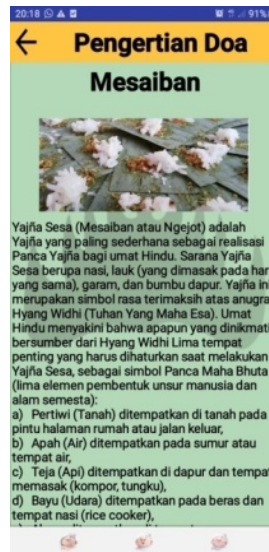 20:18 91%
Pengertian Doa
Mesaiban
Yajña Sesa (Mesaiban atau Ngejot) adalah
Yajña yang paling sederhana sebagai realisasi
Panca Yajña bagi umat Hindu. Sarana Yajña
Sesa berupa nasi, lauk (yang dimasak pada har
yang sama), garam, dan bumbu dapur. Yajña ini
merupakan simbol rasa terimaksih atas anugra
Hyang Widhi (Tuhan Yang Maha Esa). Umat
Hindu menyakini bahwa apapun yang dinikmati
bersumber dari Hyang Widhi Lima tempat
penting yang harus dihaturkan saat melakukan
Yajña Sesa, sebagai simbol Panca Maha Bhuta
(lima elemen pembentuk unsur manusia dan
alam semesta):
a) Pertiwi (Tanah) ditempatkan di tanah pada
pintu halaman rumah atau jalan keluar,
b) Apah (Air) ditempatkan pada sumur atau
tempat air,
c) Teja (Api) ditempatkan di dapur dan tempat
memasak (kompor, tungku),
d) Bayu (Udara) ditempatkan pada beras dan
tempat nasi (rice cooker),